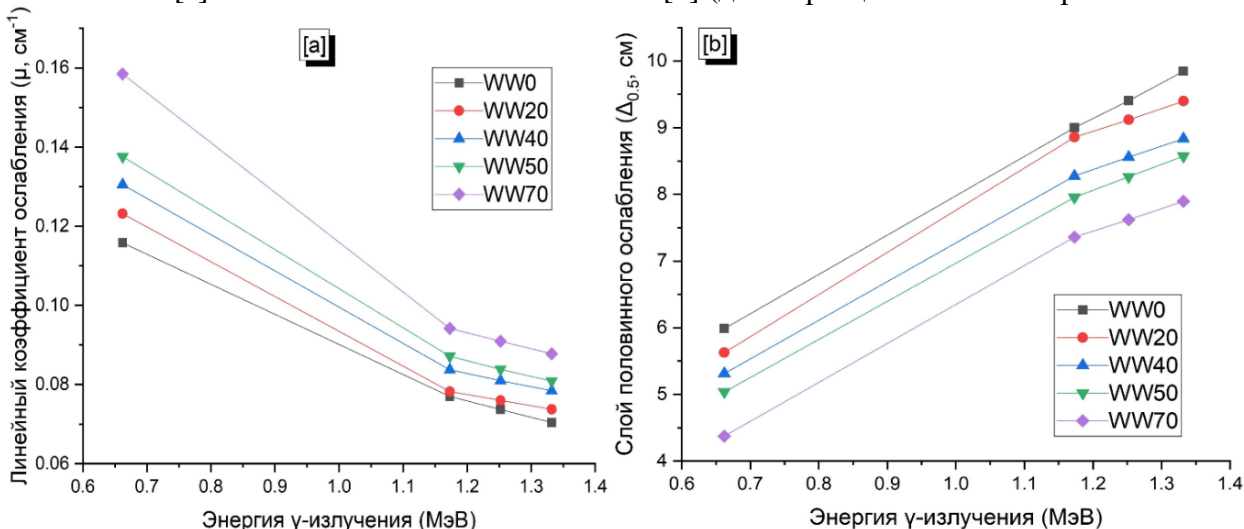 [a]
Линейный коэффициент ослабления (μ, см⁻¹)
0.16
0.14
0.12
0.10
0.08
0.06
0.6 0.7 0.8 0.9 1.0 1.1 1.2 1.3 1.4
Энергия γ-излучения (МэВ)
WW0
WW20
WW40
WW50
WW70
[b]
Слой половинного ослабления (Δ0.5, см)
10
9
8
7
6
5
4
0.6 0.7 0.8 0.9 1.0 1.1 1.2 1.3 1.4
Энергия γ-излучения (МэВ)
WW0
WW20
WW40
WW50
WW70